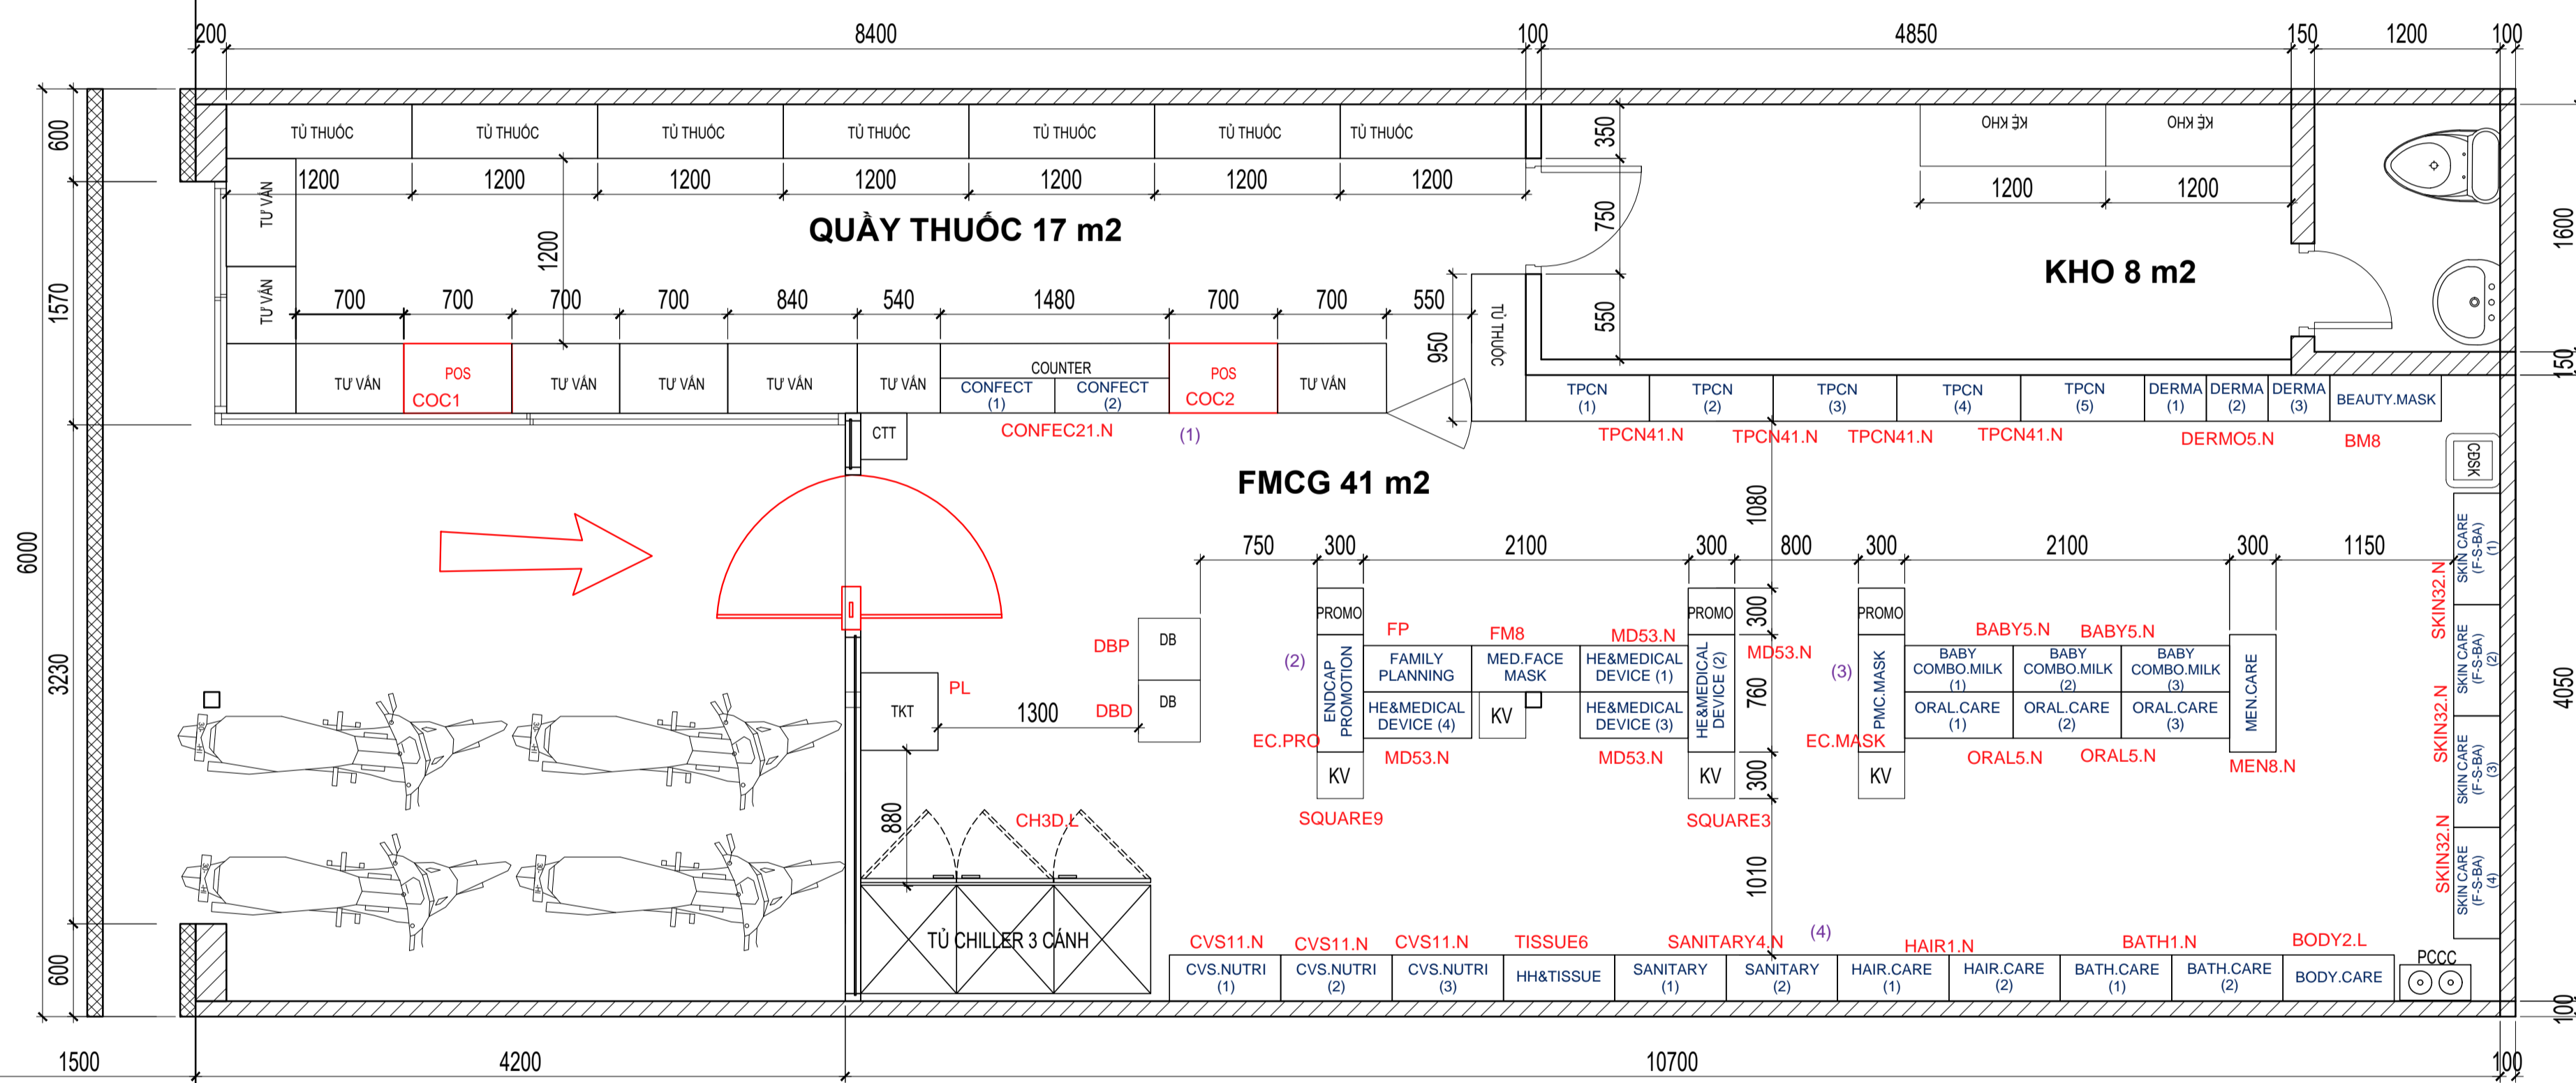 200
8400
100
4850
150
1200
100
600
1570
6000
3230
600
TỦ THUỐC
TỦ THUỐC
TỦ THUỐC
TỦ THUỐC
TỦ THUỐC
TỦ THUỐC
TỦ THUỐC
1200
1200
1200
1200
1200
1200
1200
350
750
550
KỆ KHO
KỆ KHO
1200
1200
1600
150
4050
100
TƯ VẤN
TƯ VẤN
1200
QUẦY THUỐC 17 m2
KHO 8 m2
700
700
700
700
840
540
1480
700
700
550
950
TỦ THUỐC
TƯ VẤN
POS
COC1
TƯ VẤN
TƯ VẤN
TƯ VẤN
TƯ VẤN
COUNTER
CONFECT
(1)
CONFECT
(2)
POS
COC2
TƯ VẤN
CTT
CONFEC21.N
(1)
TPCN
(1)
TPCN
(2)
TPCN
(3)
TPCN
(4)
TPCN
(5)
DERMA
(1)
DERMA
(2)
DERMA
(3)
BEAUTY.MASK
TPCN41.N
TPCN41.N
TPCN41.N
TPCN41.N
DERMO5.N
BM8
CĐSK
FMCG 41 m2
1080
750
300
2100
300
800
300
2100
300
1150
300
760
300
1010
DBP
DB
DBD
DB
PL
TKT
1300
880
CH3D.L
TỦ CHILLER 3 CÁNH
(2)
PROMO
ENDCAP
PROMOTION
EC.PRO
KV
SQUARE9
FP
FM8
MD53.N
FAMILY
PLANNING
MED.FACE
MASK
HE&MEDICAL
DEVICE (1)
HE&MEDICAL
DEVICE (4)
KV
HE&MEDICAL
DEVICE (3)
MD53.N
MD53.N
PROMO
HE&MEDICAL
DEVICE (2)
MD53.N
KV
SQUARE3
(3)
PROMO
PMC.MASK
EC.MASK
KV
BABY5.N
BABY5.N
BABY
COMBO.MILK
(1)
BABY
COMBO.MILK
(2)
BABY
COMBO.MILK
(3)
ORAL.CARE
(1)
ORAL.CARE
(2)
ORAL.CARE
(3)
ORAL5.N
ORAL5.N
MEN.CARE
MEN8.N
SKIN32.N
SKIN CARE
(F-S-BA)
(1)
SKIN CARE
(F-S-BA)
(2)
SKIN32.N
SKIN CARE
(F-S-BA)
(3)
SKIN32.N
SKIN CARE
(F-S-BA)
(4)
(4)
CVS11.N
CVS11.N
CVS11.N
TISSUE6
SANITARY4.N
HAIR1.N
BATH1.N
BODY2.L
CVS.NUTRI
(1)
CVS.NUTRI
(2)
CVS.NUTRI
(3)
HH&TISSUE
SANITARY
(1)
SANITARY
(2)
HAIR.CARE
(1)
HAIR.CARE
(2)
BATH.CARE
(1)
BATH.CARE
(2)
BODY.CARE
PCCC
1500
4200
10700
100